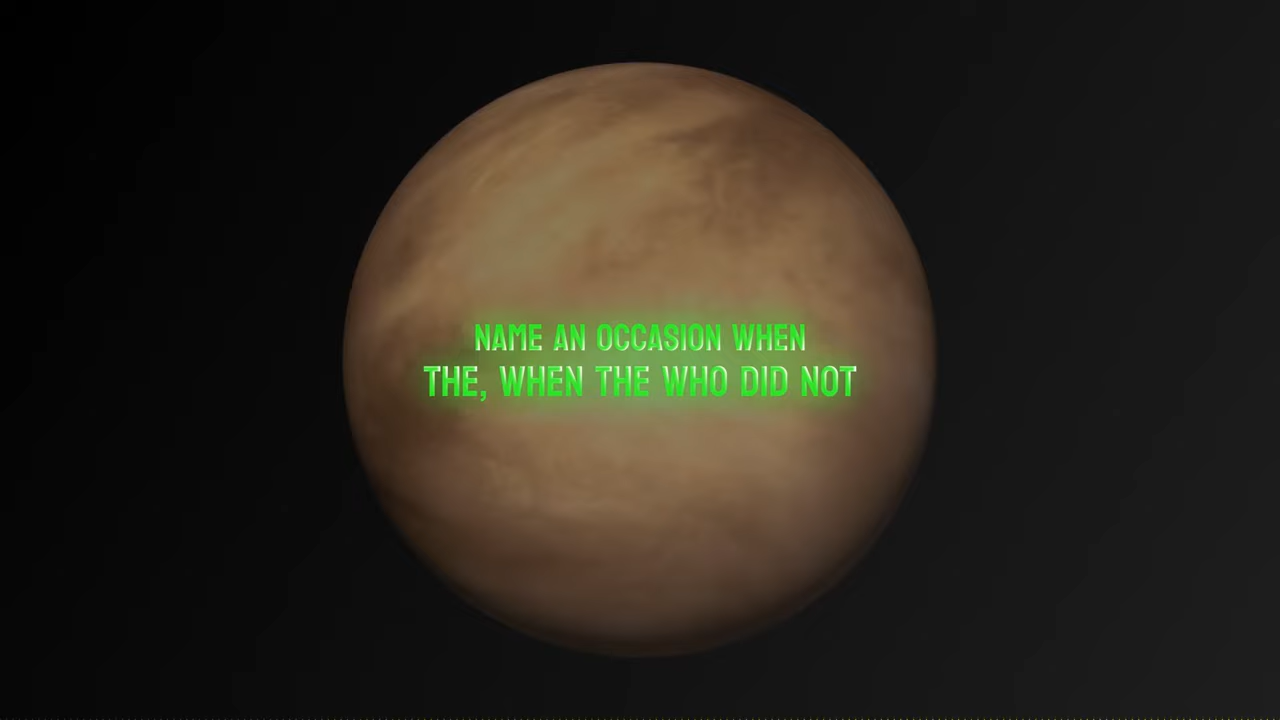 NAME AN OCCASION WHEN
THE, WHEN THE WHO DID NOT